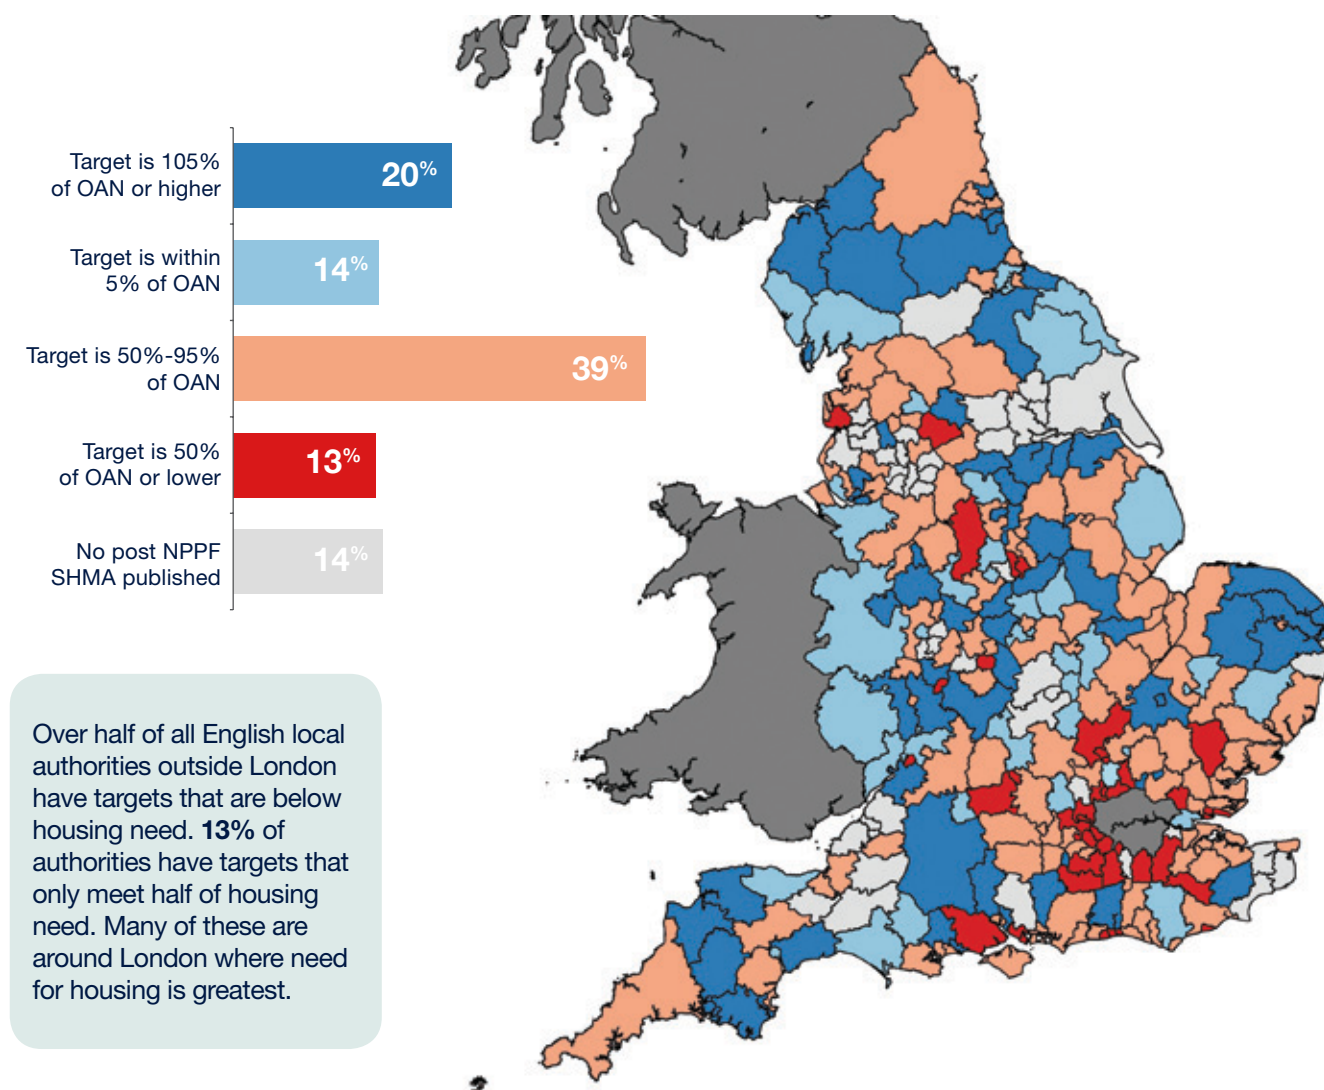 Target is 105%
of OAN or higher
20%
Target is within
5% of OAN
14%
Target is 50%-95%
of OAN
39%
Target is 50%
of OAN or lower
13%
No post NPPF
SHMA published
14%
Over half of all English local
authorities outside London
have targets that are below
housing need. 13% of
authorities have targets that
only meet half of housing
need. Many of these are
around London where need
for housing is greatest.